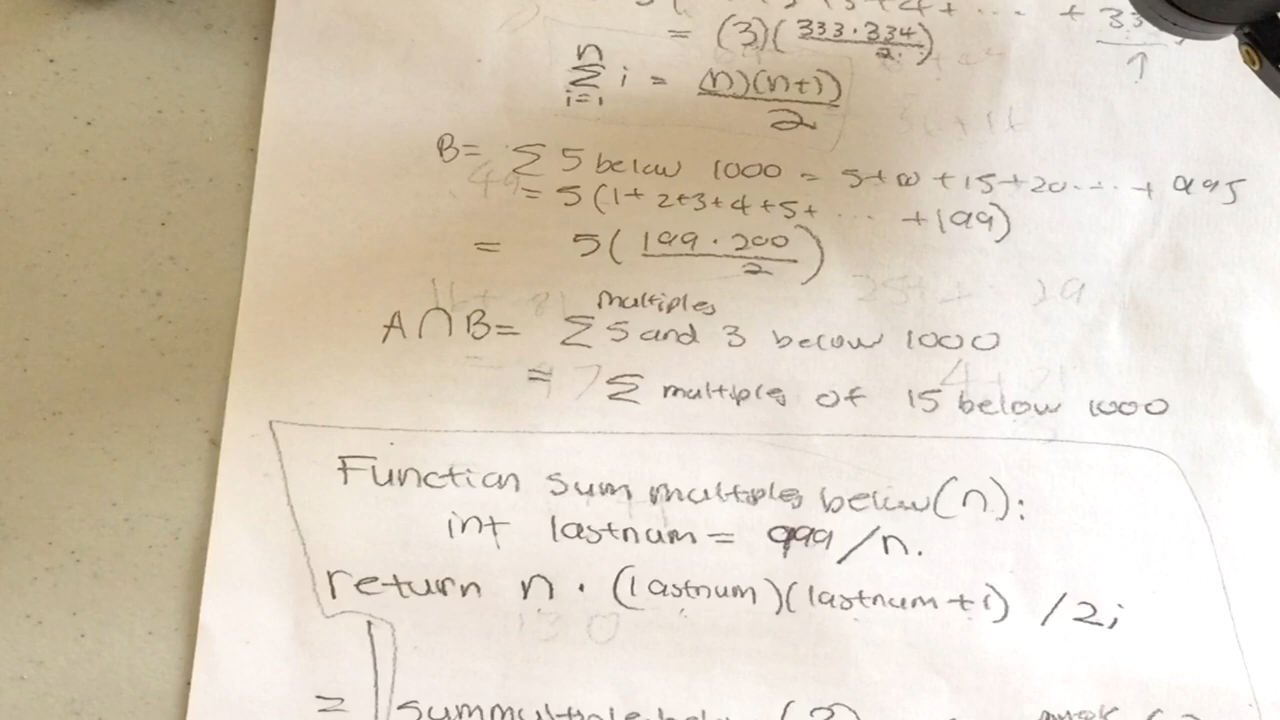 + 33
= (3)(333·334/2)
n
Σ i = (n)(n+1)/2
i=1
B= Σ 5 below 1000 = 5+10+15+20....+ 995
= 5(1+2+3+4+5+ ... +199)
= 5(199·200/2)
multiples
A∩B= Σ 5 and 3 below 1000
= Σ multiples of 15 below 1000
Function summultiples below(n):
int lastnum = 999/n.
return n · (lastnum)(lastnum+1) /2;